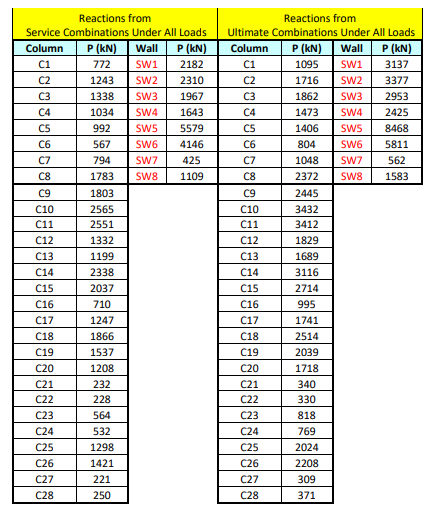 Reactions from Reactions from
Service Combinations Under All Loads Ultimate Combinations Under All Loads
Column P (kN) Wall P (kN) Column P (kN) Wall P (kN)
C1 772 SW1 2182 C1 1095 SW1 3137
C2 1243 SW2 2310 C2 1716 SW2 3377
C3 1338 SW3 1967 C3 1862 SW3 2953
C4 1034 SW4 1643 C4 1473 SW4 2425
C5 992 SW5 5579 C5 1406 SW5 8468
C6 567 SW6 4146 C6 804 SW6 5811
C7 794 SW7 425 C7 1048 SW7 562
C8 1783 SW8 1109 C8 2372 SW8 1583
C9 1803 C9 2445
C10 2565 C10 3432
C11 2551 C11 3412
C12 1332 C12 1829
C13 1199 C13 1689
C14 2338 C14 3116
C15 2037 C15 2714
C16 710 C16 995
C17 1247 C17 1741
C18 1866 C18 2514
C19 1537 C19 2039
C20 1208 C20 1718
C21 232 C21 340
C22 228 C22 330
C23 564 C23 818
C24 532 C24 769
C25 1298 C25 2024
C26 1421 C26 2208
C27 221 C27 309
C28 250 C28 371